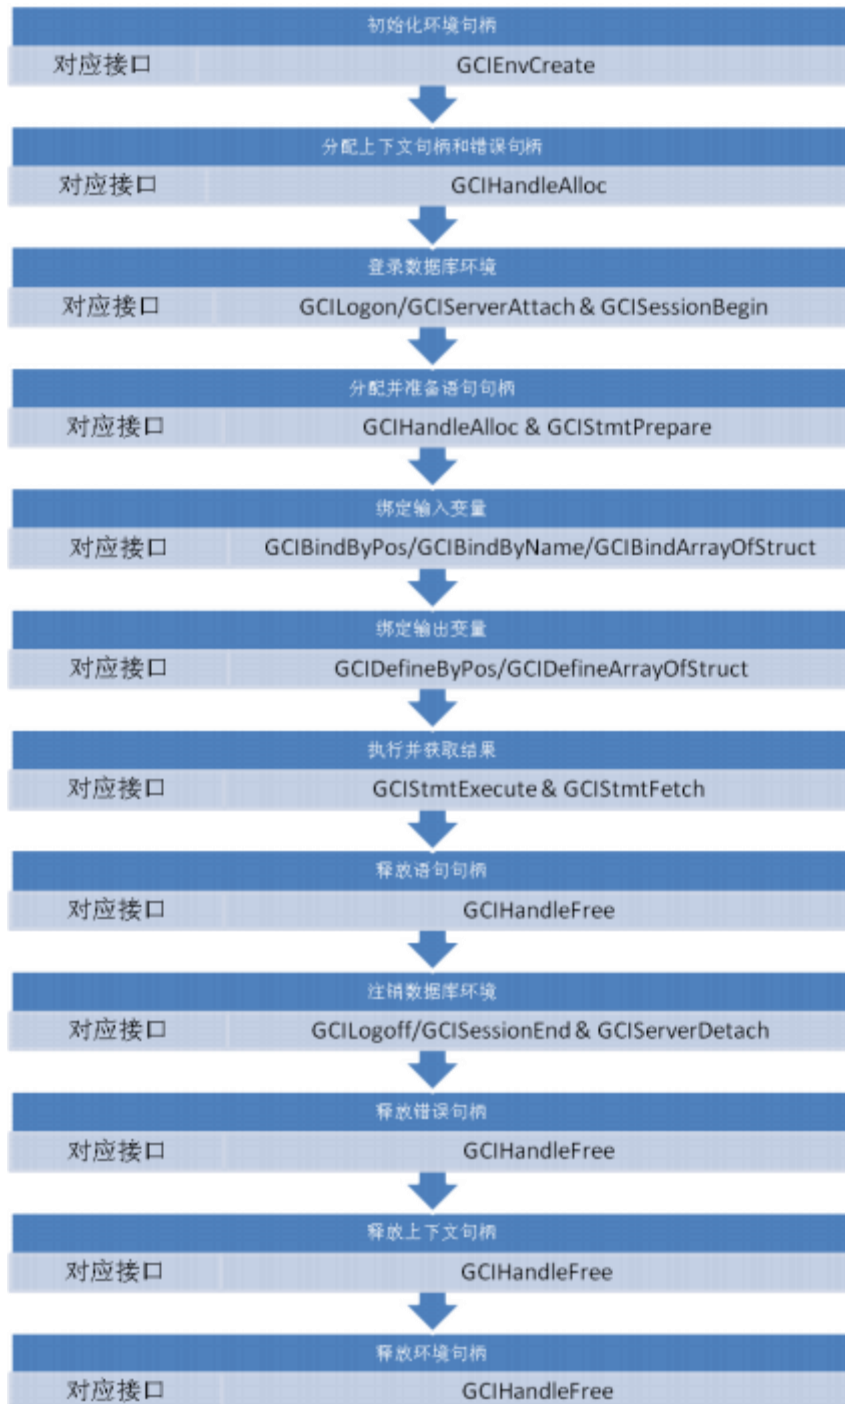 初始化环境句柄
对应接口 GCIEnvCreate
分配上下文句柄和错误句柄
对应接口 GCIHandleAlloc
登录数据库环境
对应接口 GCILogon/GCIServerAttach & GCISessionBegin
分配并准备语句句柄
对应接口 GCIHandleAlloc & GCIStmtPrepare
绑定输入变量
对应接口 GCIBindByPos/GCIBindByName/GCIBindArrayOfStruct
绑定输出变量
对应接口 GCIDefineByPos/GCIDefineArrayOfStruct
执行并获取结果
对应接口 GCIStmtExecute & GCIStmtFetch
释放语句句柄
对应接口 GCIHandleFree
注销数据库环境
对应接口 GCILogoff/GCISessionEnd & GCIServerDetach
释放错误句柄
对应接口 GCIHandleFree
释放上下文句柄
对应接口 GCIHandleFree
释放环境句柄
对应接口 GCIHandleFree